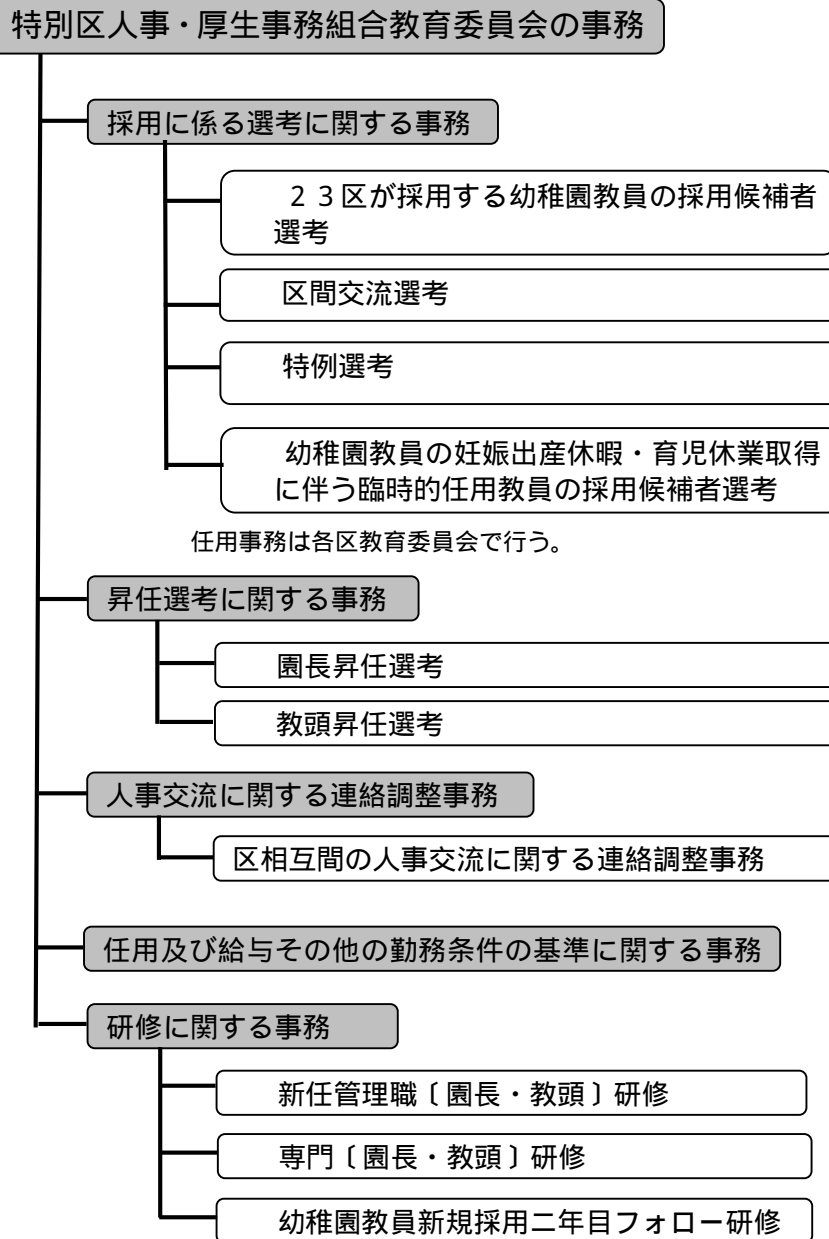 特別区人事・厚生事務組合教育委員会の事務
採用に係る選考に関する事務
２３区が採用する幼稚園教員の採用候補者
選考
区間交流選考
特例選考
幼稚園教員の妊娠出産休暇・育児休業取得
に伴う臨時的任用教員の採用候補者選考
任用事務は各区教育委員会で行う。
昇任選考に関する事務
園長昇任選考
教頭昇任選考
人事交流に関する連絡調整事務
区相互間の人事交流に関する連絡調整事務
任用及び給与その他の勤務条件の基準に関する事務
研修に関する事務
新任管理職〔園長・教頭〕研修
専門〔園長・教頭〕研修
幼稚園教員新規採用二年目フォロー研修